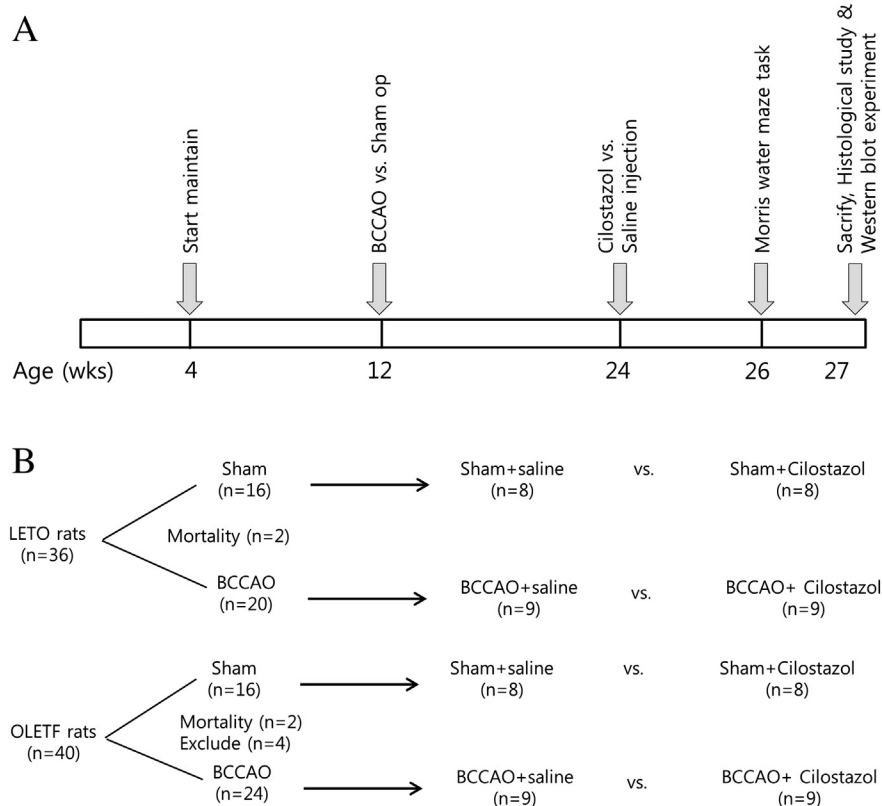 A
Start maintain
BCCAO vs. Sham op
Cilostazol vs.
Saline injection
Morris water maze task
Sacrify, Histological study &
Western blot experiment
Age (wks) 4 12 24 26 27
B
LETO rats
(n=36)
Sham
(n=16)
Mortality (n=2)
BCCAO
(n=20)
Sham+saline
(n=8)
vs.
Sham+Cilostazol
(n=8)
BCCAO+saline
(n=9)
vs.
BCCAO+ Cilostazol
(n=9)
OLETF rats
(n=40)
Sham
(n=16)
Mortality (n=2)
Exclude (n=4)
BCCAO
(n=24)
Sham+saline
(n=8)
vs.
Sham+Cilostazol
(n=8)
BCCAO+saline
(n=9)
vs.
BCCAO+ Cilostazol
(n=9)